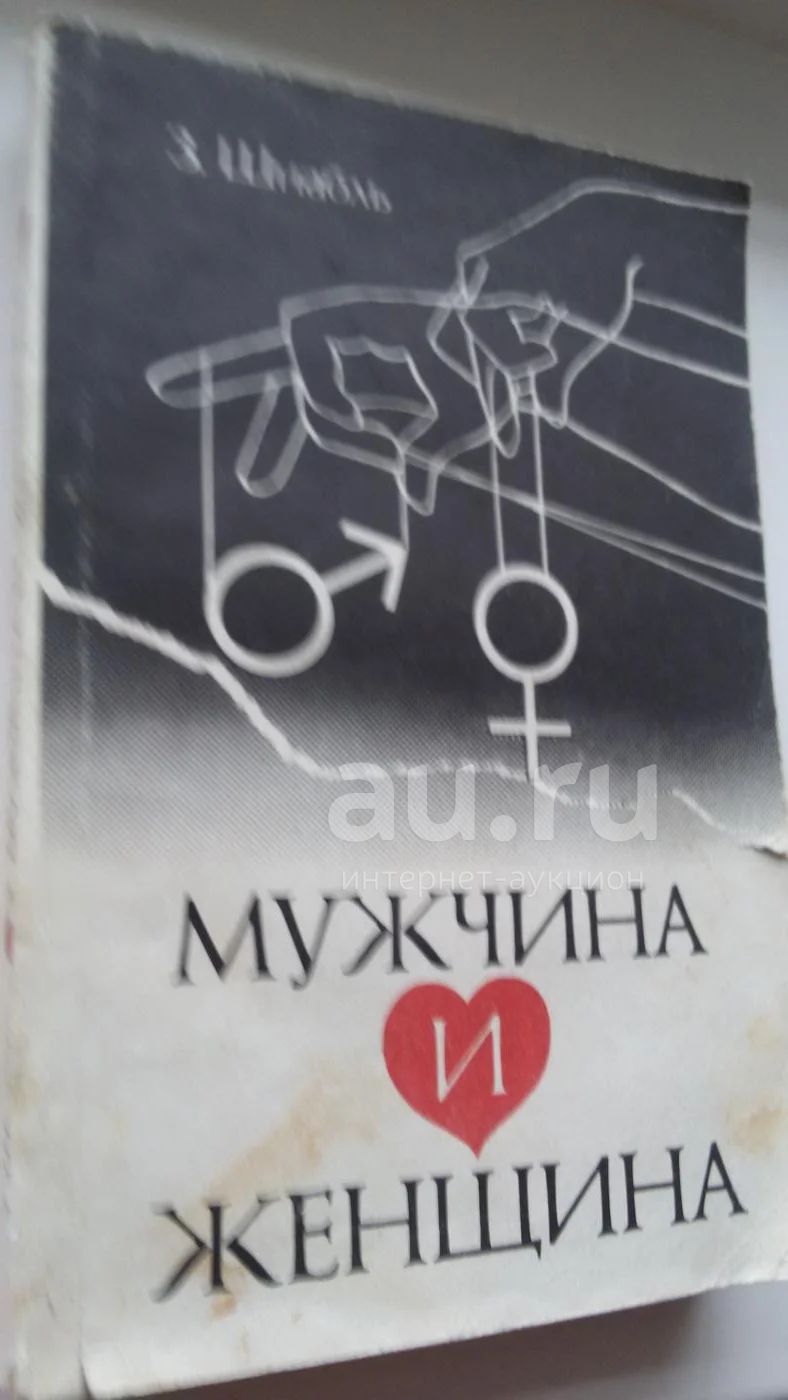 З. Шнабль
au.ru
интернет-аукцион
МУЖЧИНА
И
ЖЕНЩИНА